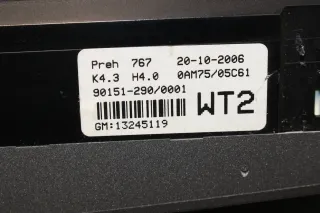 Preh 767 20-10-2006
K4.3 H4.0 0AM75/05C61
90151-290/0001
WT2
GM:13245119